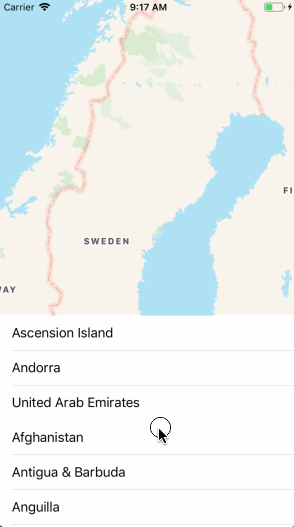 Carrier 9:17 AM
SWEDEN
FI
WAY
Ascension Island
Andorra
United Arab Emirates
Afghanistan
Antigua & Barbuda
Anguilla